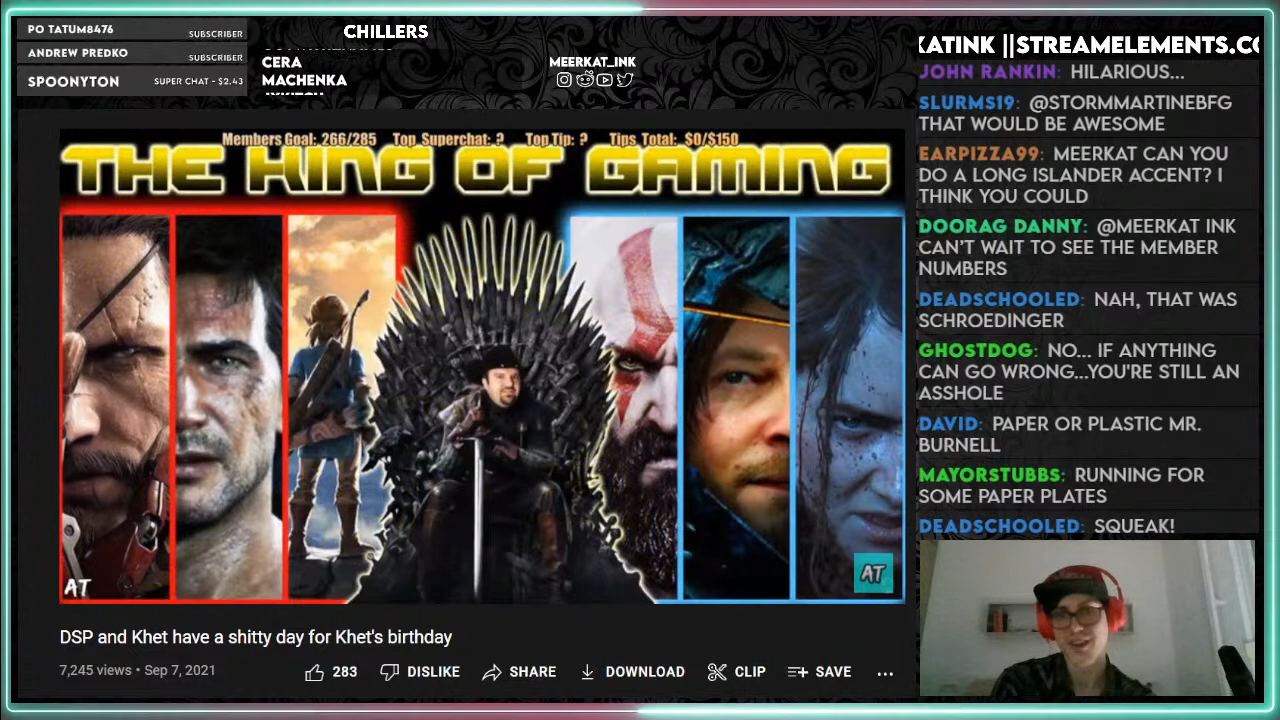 PO TATUM8476
SUBSCRIBER
ANDREW PREDKO
SUBSCRIBER
SPOONYTON
SUPER CHAT - $2.43
CHILLERS
CERA
MACHENKA
MEERKAT_INK
KATINK ||STREAMELEMENTS.CO
JOHN RANKIN: HILARIOUS...
SLURMS19: @STORMMARTINEBFG
THAT WOULD BE AWESOME
EARPIZZA99: MEERKAT CAN YOU
DO A LONG ISLANDER ACCENT? I
THINK YOU COULD
DOORAG DANNY: @MEERKAT INK
CAN'T WAIT TO SEE THE MEMBER
NUMBERS
DEADSCHOOLED: NAH, THAT WAS
SCHROEDINGER
GHOSTDOG: NO... IF ANYTHING
CAN GO WRONG...YOU'RE STILL AN
ASSHOLE
DAVID: PAPER OR PLASTIC MR.
BURNELL
MAYORSTUBBS: RUNNING FOR
SOME PAPER PLATES
DEADSCHOOLED: SQUEAK!
Members Goal: 266/285 Top Superchat: ? Top Tip: ? Tips Total: $0/$150
THE KING OF GAMING
AT
AT
DSP and Khet have a shitty day for Khet's birthday
7,245 views • Sep 7, 2021
283 DISLIKE SHARE DOWNLOAD CLIP SAVE ...